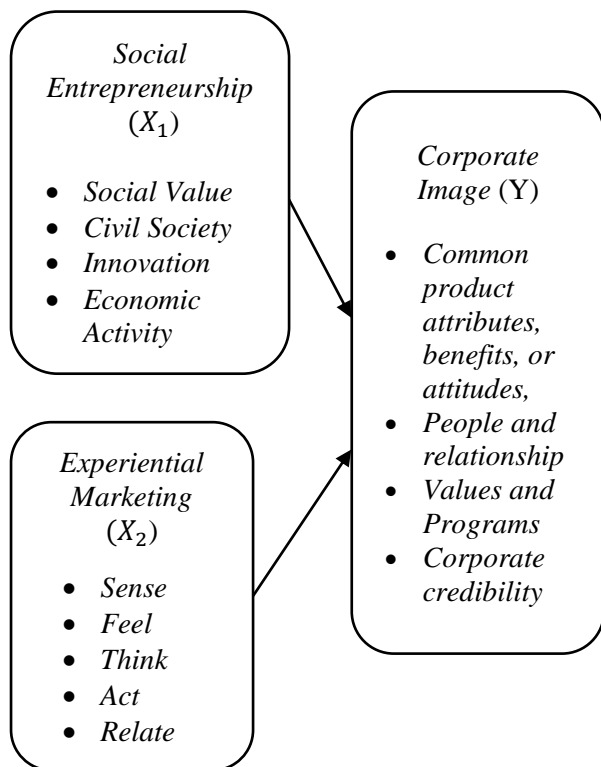 Social
Entrepreneurship
(X₁)
• Social Value
• Civil Society
• Innovation
• Economic
Activity
Experiential
Marketing
(X₂)
• Sense
• Feel
• Think
• Act
• Relate
Corporate
Image (Y)
• Common
product
attributes,
benefits, or
attitudes,
• People and
relationship
• Values and
Programs
• Corporate
credibility